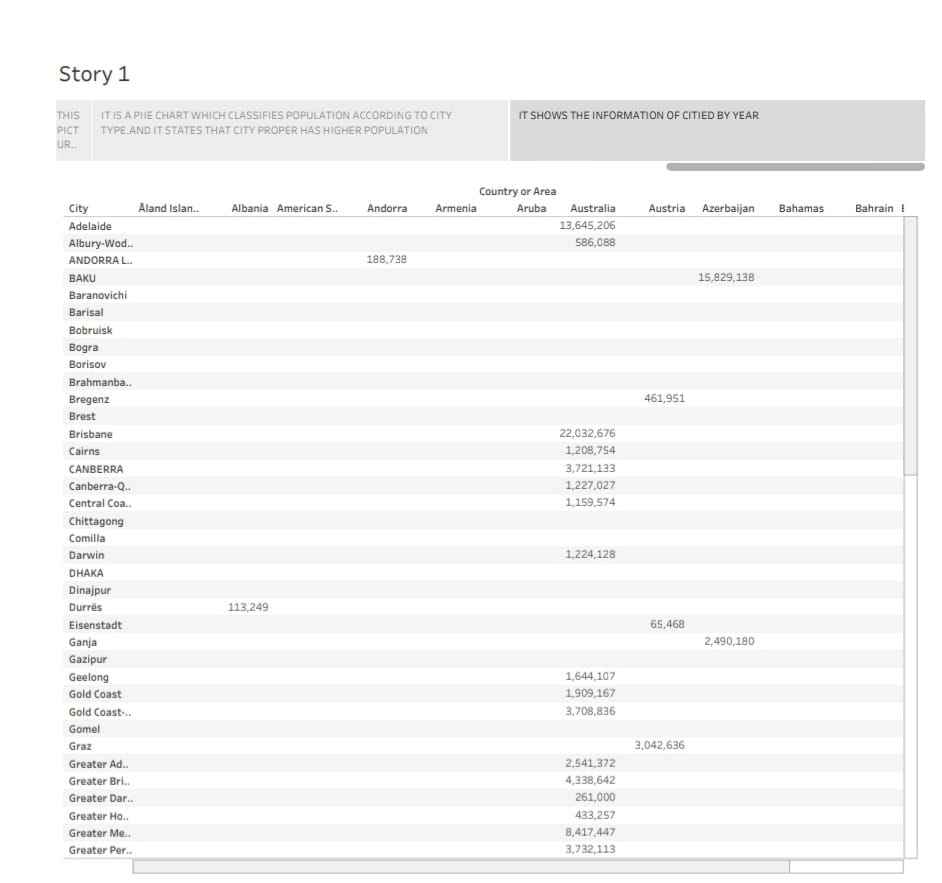 Story 1
THIS PICT UR..
IT IS A PIIE CHART WHICH CLASSIFIES POPULATION ACCORDING TO CITY
TYPE.AND IT STATES THAT CITY PROPER HAS HIGHER POPULATION
IT SHOWS THE INFORMATION OF CITIED BY YEAR
Country or Area
City Åland Islan.. Albania American S.. Andorra Armenia Aruba Australia Austria Azerbaijan Bahamas Bahrain
Adelaide 13,645,206
Albury-Wod.. 586,088
ANDORRA L.. 188,738
BAKU 15,829,138
Baranovichi
Barisal
Bobruisk
Bogra
Borisov
Brahmanba..
Bregenz 461,951
Brest
Brisbane 22,032,676
Cairns 1,208,754
CANBERRA 3,721,133
Canberra-Q.. 1,227,027
Central Coa.. 1,159,574
Chittagong
Comilla
Darwin 1,224,128
DHAKA
Dinajpur
Durrës 113,249
Eisenstadt 65,468
Ganja 2,490,180
Gazipur
Geelong 1,644,107
Gold Coast 1,909,167
Gold Coast-.. 3,708,836
Gomel
Graz 3,042,636
Greater Ad.. 2,541,372
Greater Bri.. 4,338,642
Greater Dar.. 261,000
Greater Ho.. 433,257
Greater Me.. 8,417,447
Greater Per.. 3,732,113